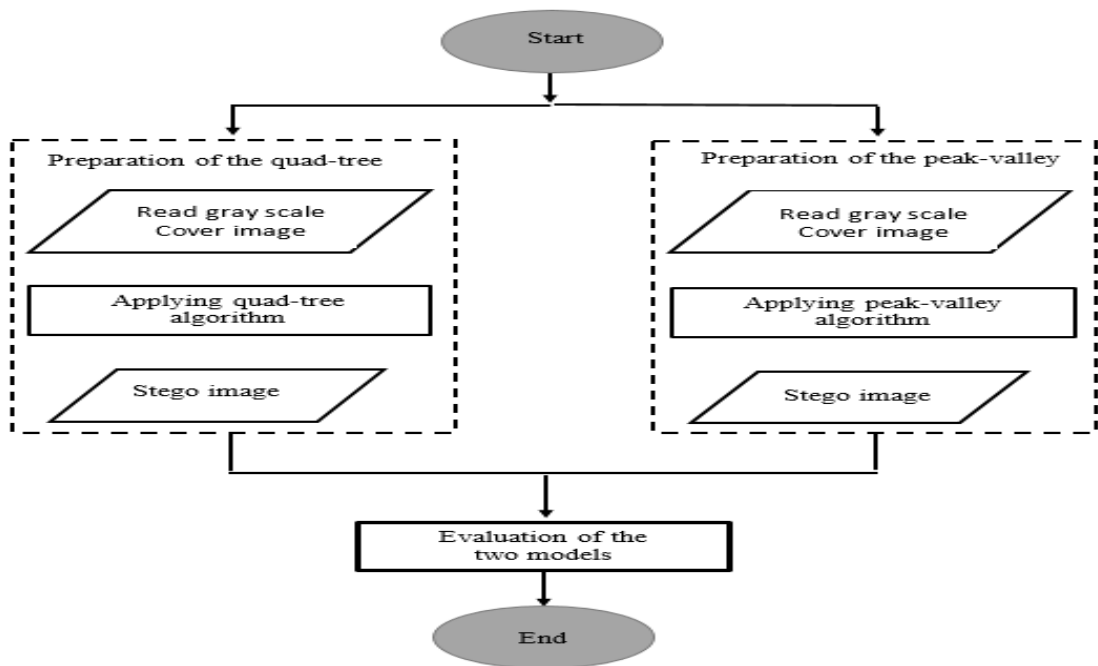 Start
Preparation of the quad-tree
Read gray scale
Cover image
Applying quad-tree
algorithm
Stego image
Preparation of the peak-valley
Read gray scale
Cover image
Applying peak-valley
algorithm
Stego image
Evaluation of the
two models
End